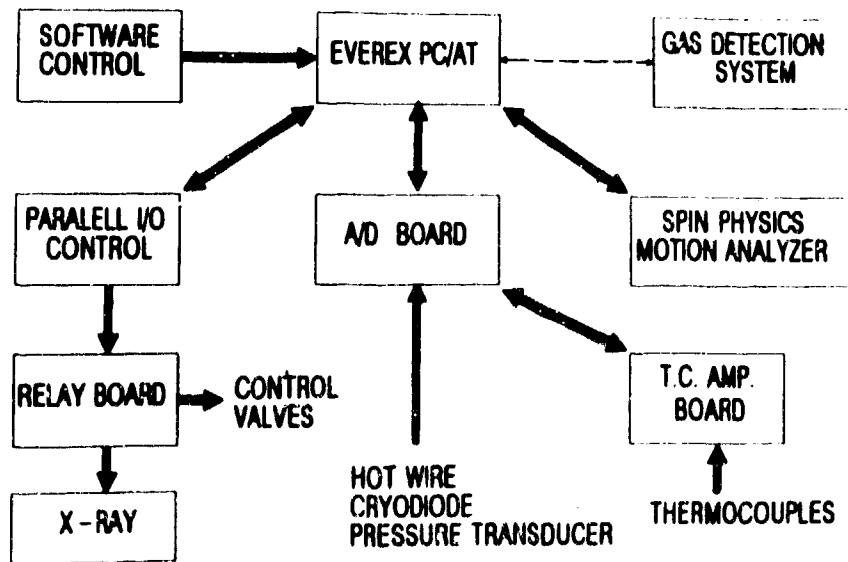 SOFTWARE
CONTROL
EVEREX PC/AT
GAS DETECTION
SYSTEM
PARALELL I/O
CONTROL
A/D BOARD
SPIN PHYSICS
MOTION ANALYZER
RELAY BOARD
CONTROL
VALVES
T.C. AMP.
BOARD
X-RAY
HOT WIRE
CRYODIODE
PRESSURE TRANSDUCER
THERMOCOUPLES